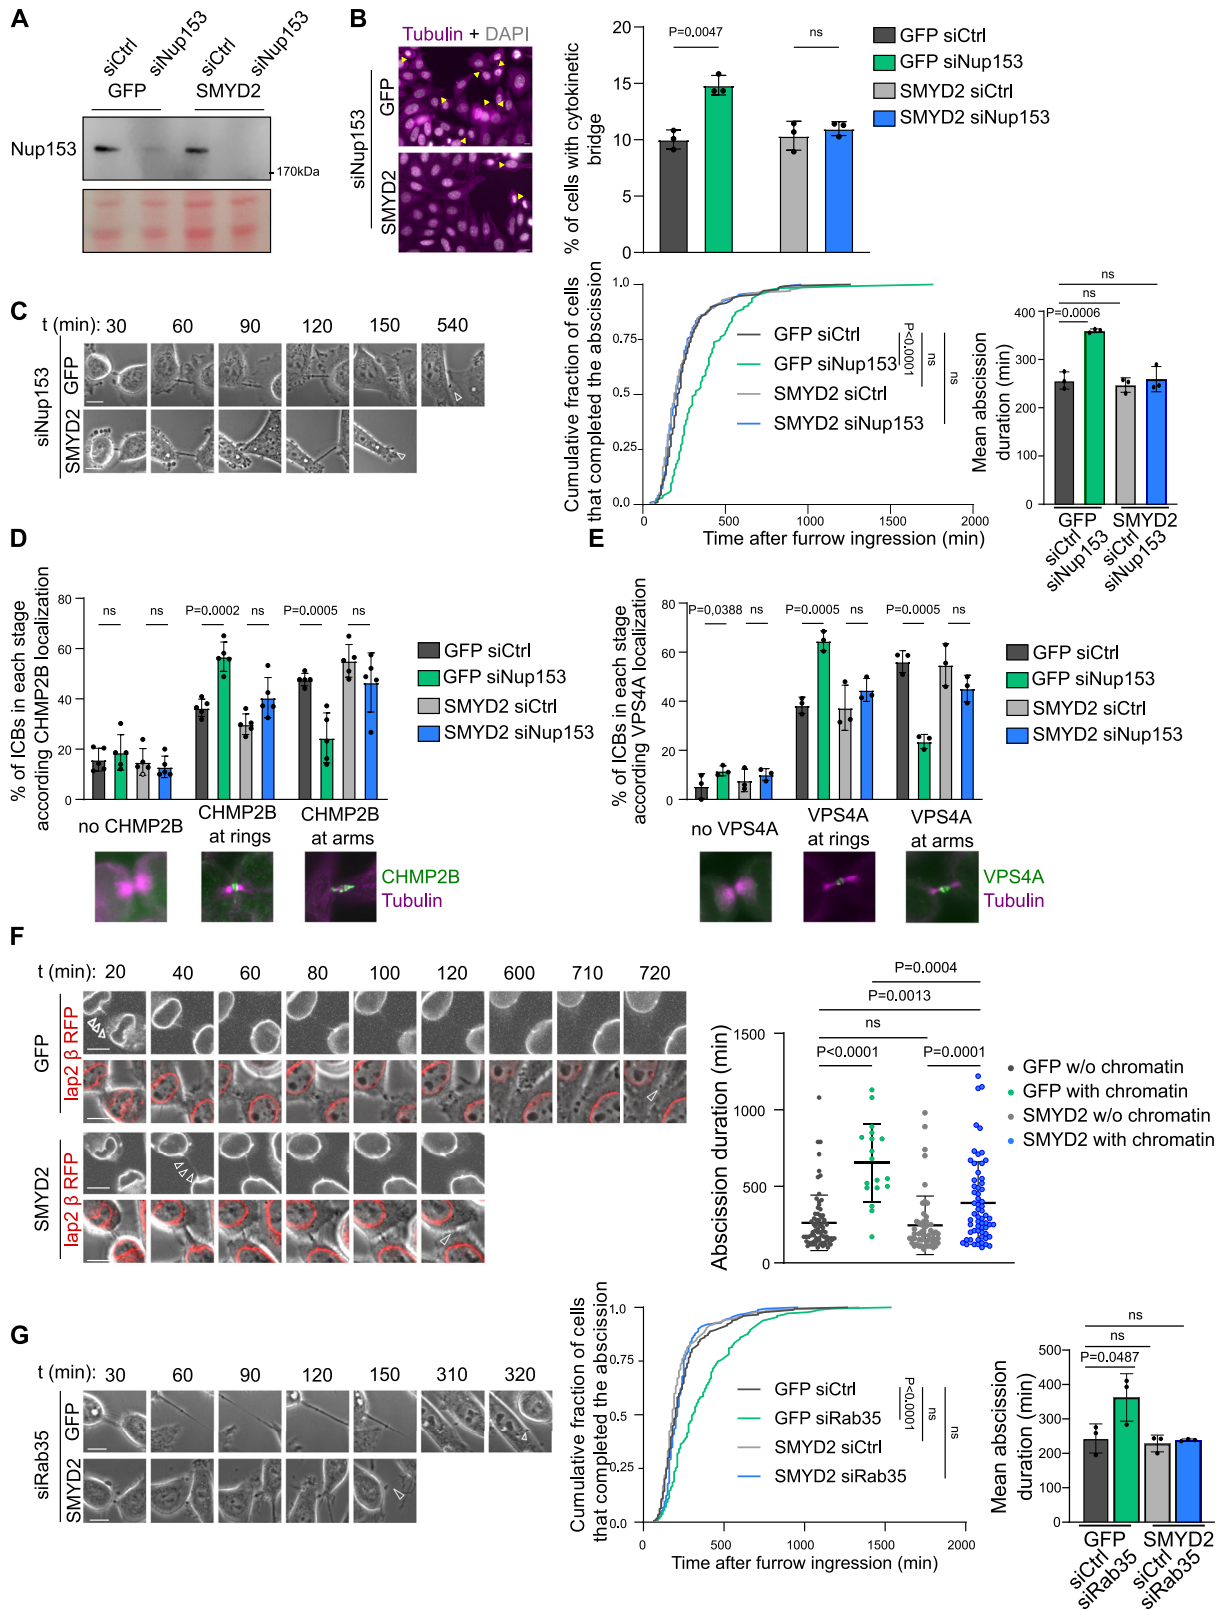 A
siCtrl
siNup153
siCtrl
siNup153
GFP
SMYD2
Nup153
170kDa
B
Tubulin + DAPI
siNup153
GFP
SMYD2
% of cells with cytokinetic
bridge
20
15
10
5
0
P=0.0047
ns
GFP siCtrl
GFP siNup153
SMYD2 siCtrl
SMYD2 siNup153
C
t (min): 30 60 90 120 150 540
siNup153
GFP
SMYD2
Cumulative fraction of cells
that completed the abscission
1.0
0.75
0.5
0.25
0.0
0 500 1000 1500 2000
Time after furrow ingression (min)
GFP siCtrl
GFP siNup153
SMYD2 siCtrl
SMYD2 siNup153
P<0.0001
ns
ns
Mean abscission
duration (min)
400
300
200
100
0
ns
ns
P=0.0006
GFP
SMYD2
siCtrl
siNup153
siCtrl
siNup153
D
% of ICBs in each stage
according CHMP2B localization
80
60
40
20
0
ns
ns
P=0.0002
ns
P=0.0005
ns
GFP siCtrl
GFP siNup153
SMYD2 siCtrl
SMYD2 siNup153
no CHMP2B
CHMP2B
at rings
CHMP2B
at arms
CHMP2B
Tubulin
E
% of ICBs in each stage
according VPS4A localization
80
60
40
20
0
P=0,0388
ns
P=0.0005
ns
P=0.0005
ns
GFP siCtrl
GFP siNup153
SMYD2 siCtrl
SMYD2 siNup153
no VPS4A
VPS4A
at rings
VPS4A
at arms
VPS4A
Tubulin
F
t (min): 20 40 60 80 100 120 600 710 720
GFP
lap2 β RFP
SMYD2
lap2 β RFP
Abscission duration (min)
1500
1000
500
0
P=0.0004
P=0.0013
ns
P<0.0001
P=0.0001
GFP w/o chromatin
GFP with chromatin
SMYD2 w/o chromatin
SMYD2 with chromatin
G
t (min): 30 60 90 120 150 310 320
siRab35
GFP
SMYD2
Cumulative fraction of cells
that completed the abscission
1.0
0.75
0.5
0.25
0.0
0 500 1000 1500 2000
Time after furrow ingression (min)
GFP siCtrl
GFP siRab35
SMYD2 siCtrl
SMYD2 siRab35
P<0.0001
ns
ns
Mean abscission
duration (min)
500
400
300
200
100
0
ns
ns
P=0.0487
GFP
SMYD2
siCtrl
siRab35
siCtrl
siRab35